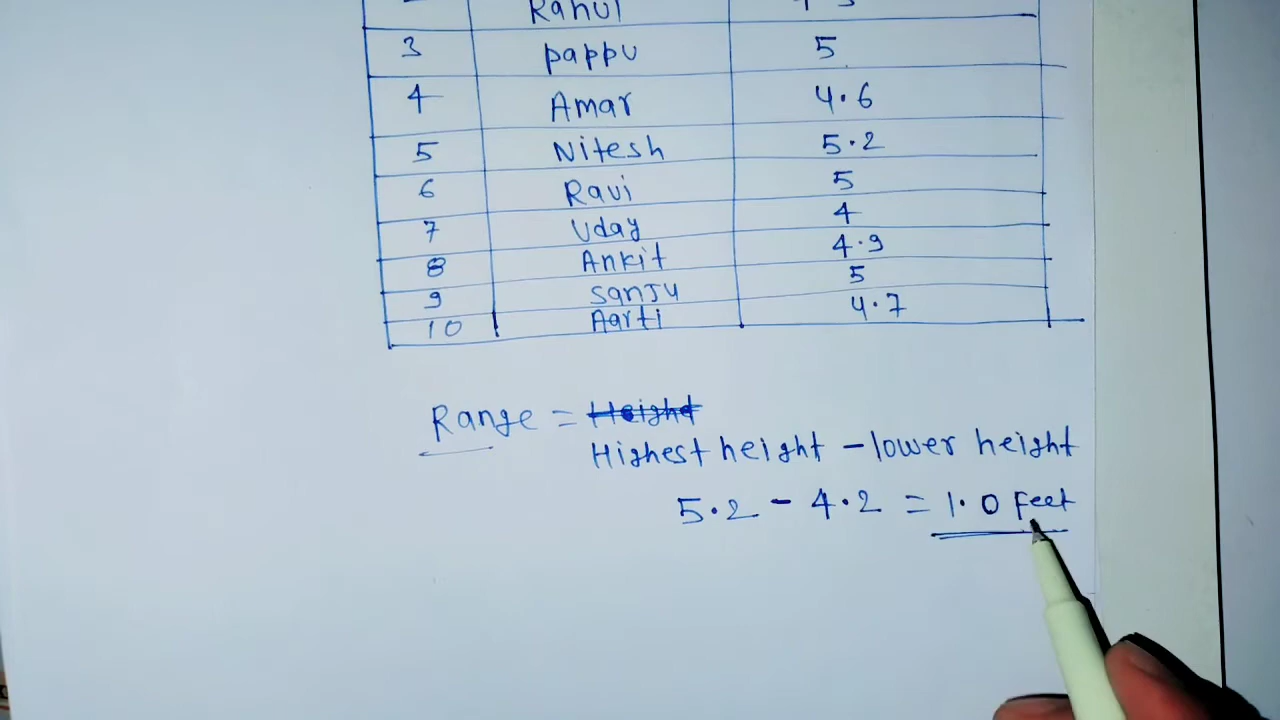 Rahul
3 pappu 5
4 Amar 4.6
5 Nitesh 5.2
6 Ravi 5
7 Uday 4
8 Ankit 4.9
9 Sanju 5
10 Aarti 4.7
Range =
Highest height - lower height
5.2 - 4.2 = 1.0 Feet